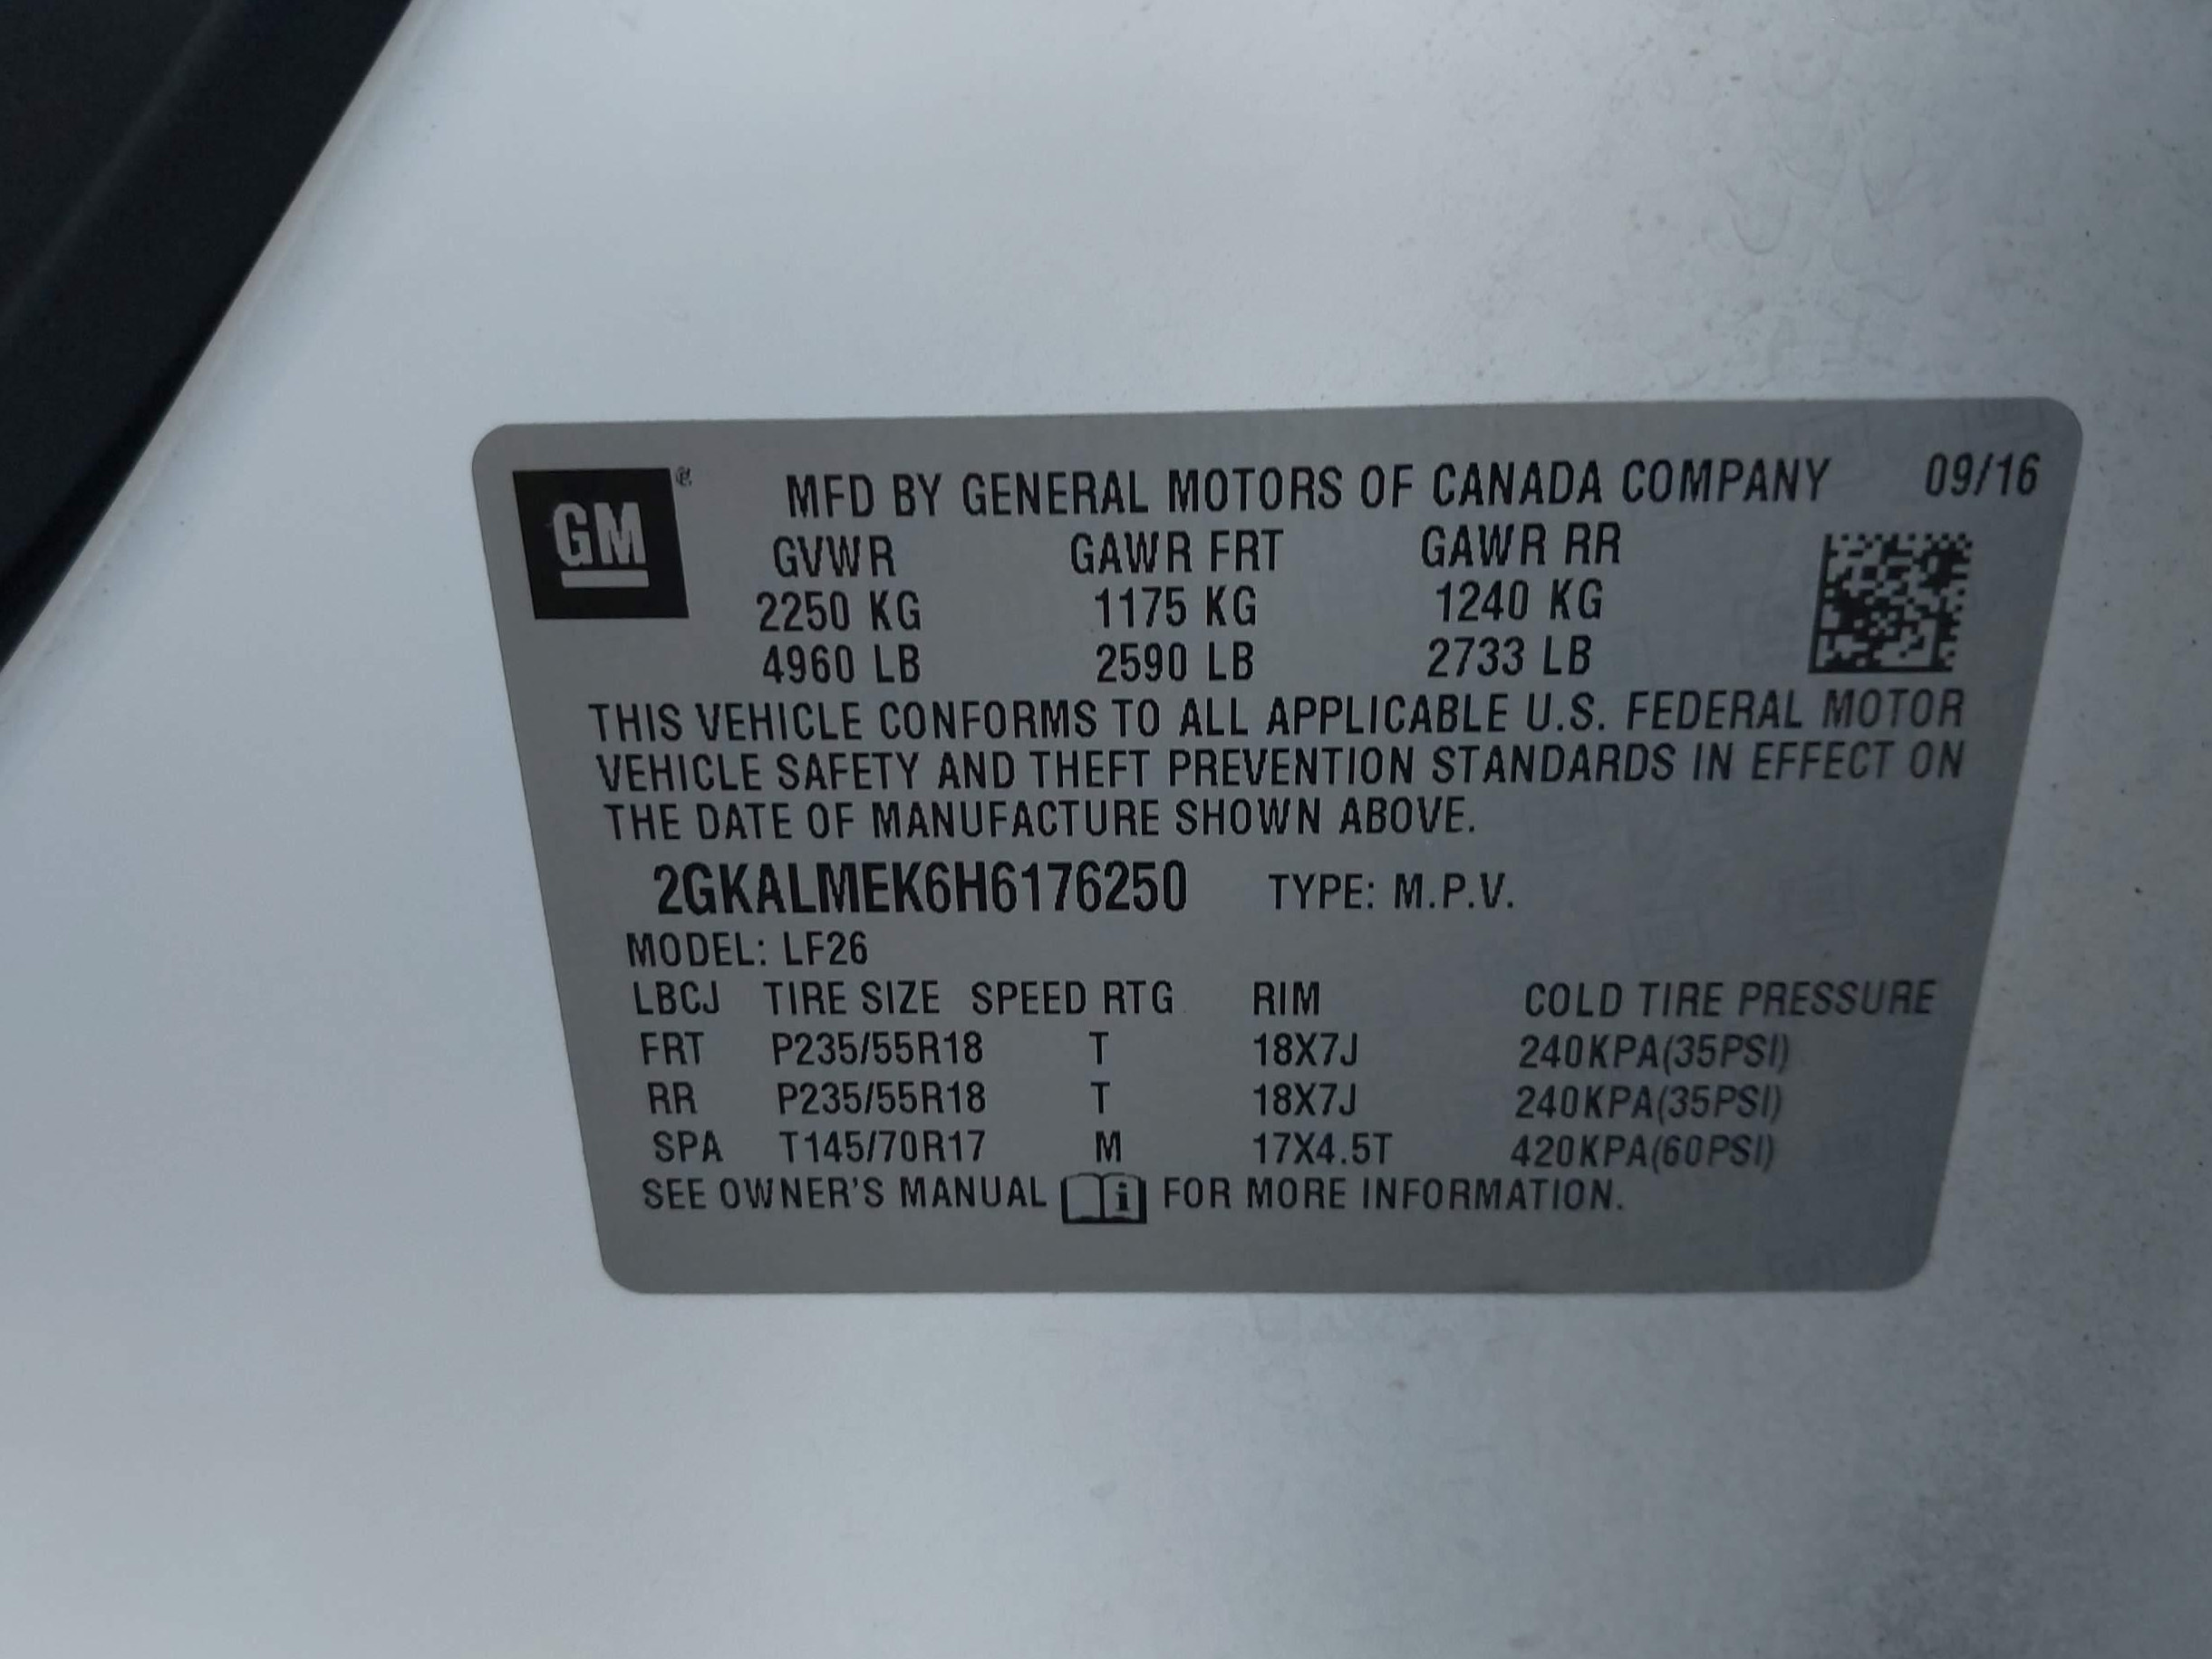 GM
MFD BY GENERAL MOTORS OF CANADA COMPANY 09/16
GVWR GAWR FRT GAWR RR
2250 KG 1175 KG 1240 KG
4960 LB 2590 LB 2733 LB
THIS VEHICLE CONFORMS TO ALL APPLICABLE U.S. FEDERAL MOTOR
VEHICLE SAFETY AND THEFT PREVENTION STANDARDS IN EFFECT ON
THE DATE OF MANUFACTURE SHOWN ABOVE.
2GKALMEK6H6176250 TYPE: M.P.V.
MODEL: LF26
LBCJ TIRE SIZE SPEED RTG RIM COLD TIRE PRESSURE
FRT P235/55R18 T 18X7J 240KPA(35PSI)
RR P235/55R18 T 18X7J 240KPA(35PSI)
SPA T145/70R17 M 17X4.5T 420KPA(60PSI)
SEE OWNER'S MANUAL i FOR MORE INFORMATION.